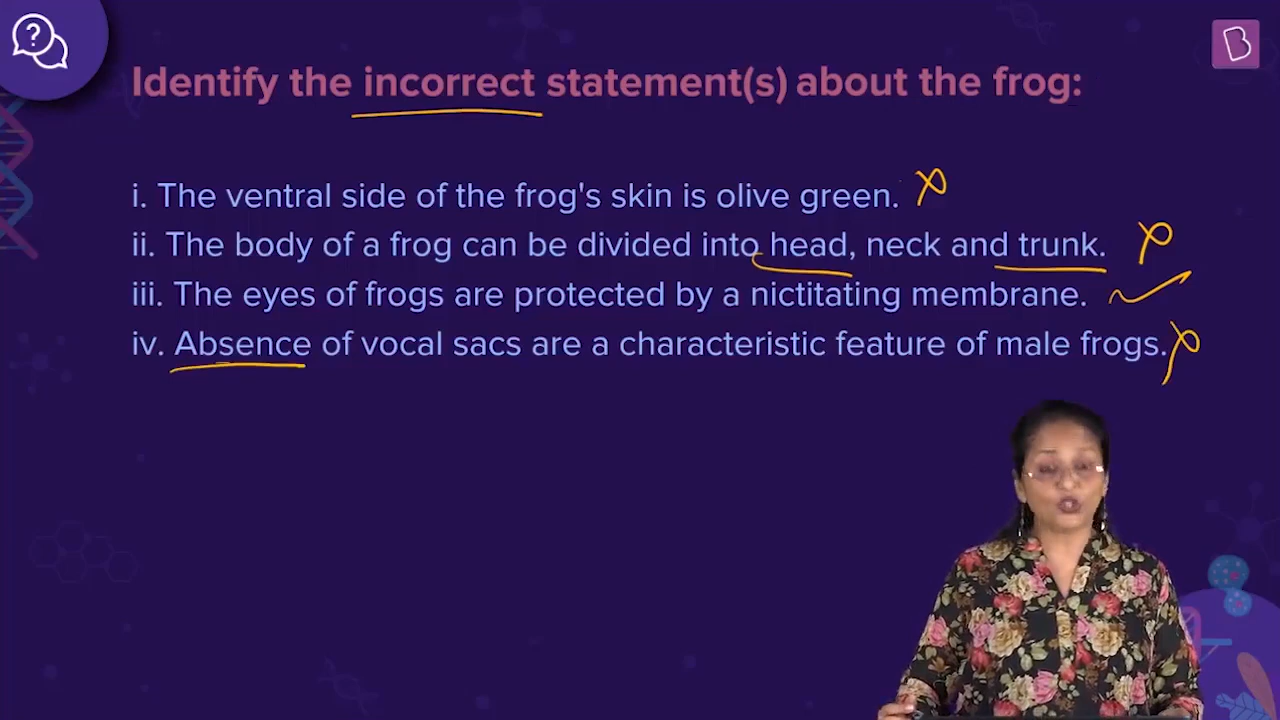 ?
Identify the incorrect statement(s) about the frog:
B
i. The ventral side of the frog's skin is olive green.
ii. The body of a frog can be divided into head, neck and trunk.
iii. The eyes of frogs are protected by a nictitating membrane.
iv. Absence of vocal sacs are a characteristic feature of male frogs.